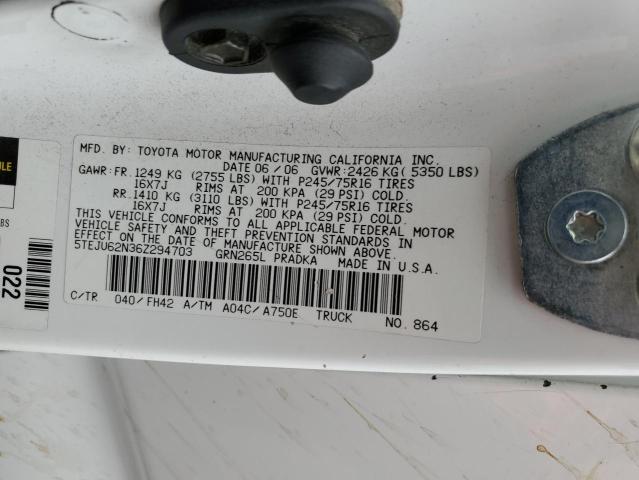 MFD. BY: TOYOTA MOTOR MANUFACTURING CALIFORNIA INC.
DATE 06/06 GVWR: 2426 KG( 5350 LBS)
GAWR: FR. 1249 KG (2755 LBS) WITH P245/75R16 TIRES
16X7J RIMS AT 200 KPA (29 PSI) COLD.
RR. 1410 KG (3110 LBS) WITH P245/75R16 TIRES
16X7J RIMS AT 200 KPA (29 PSI) COLD.
THIS VEHICLE CONFORMS TO ALL APPLICABLE FEDERAL MOTOR
VEHICLE SAFETY AND THEFT PREVENTION STANDARDS IN
EFFECT ON THE DATE OF MANUFACTURE SHOWN ABOVE.
5TEJU62N36Z294703 GRN265L PRADKA MADE IN U.S.A.
C/TR 040/FH42 A/TM A04C/A750E TRUCK NO. 864
022